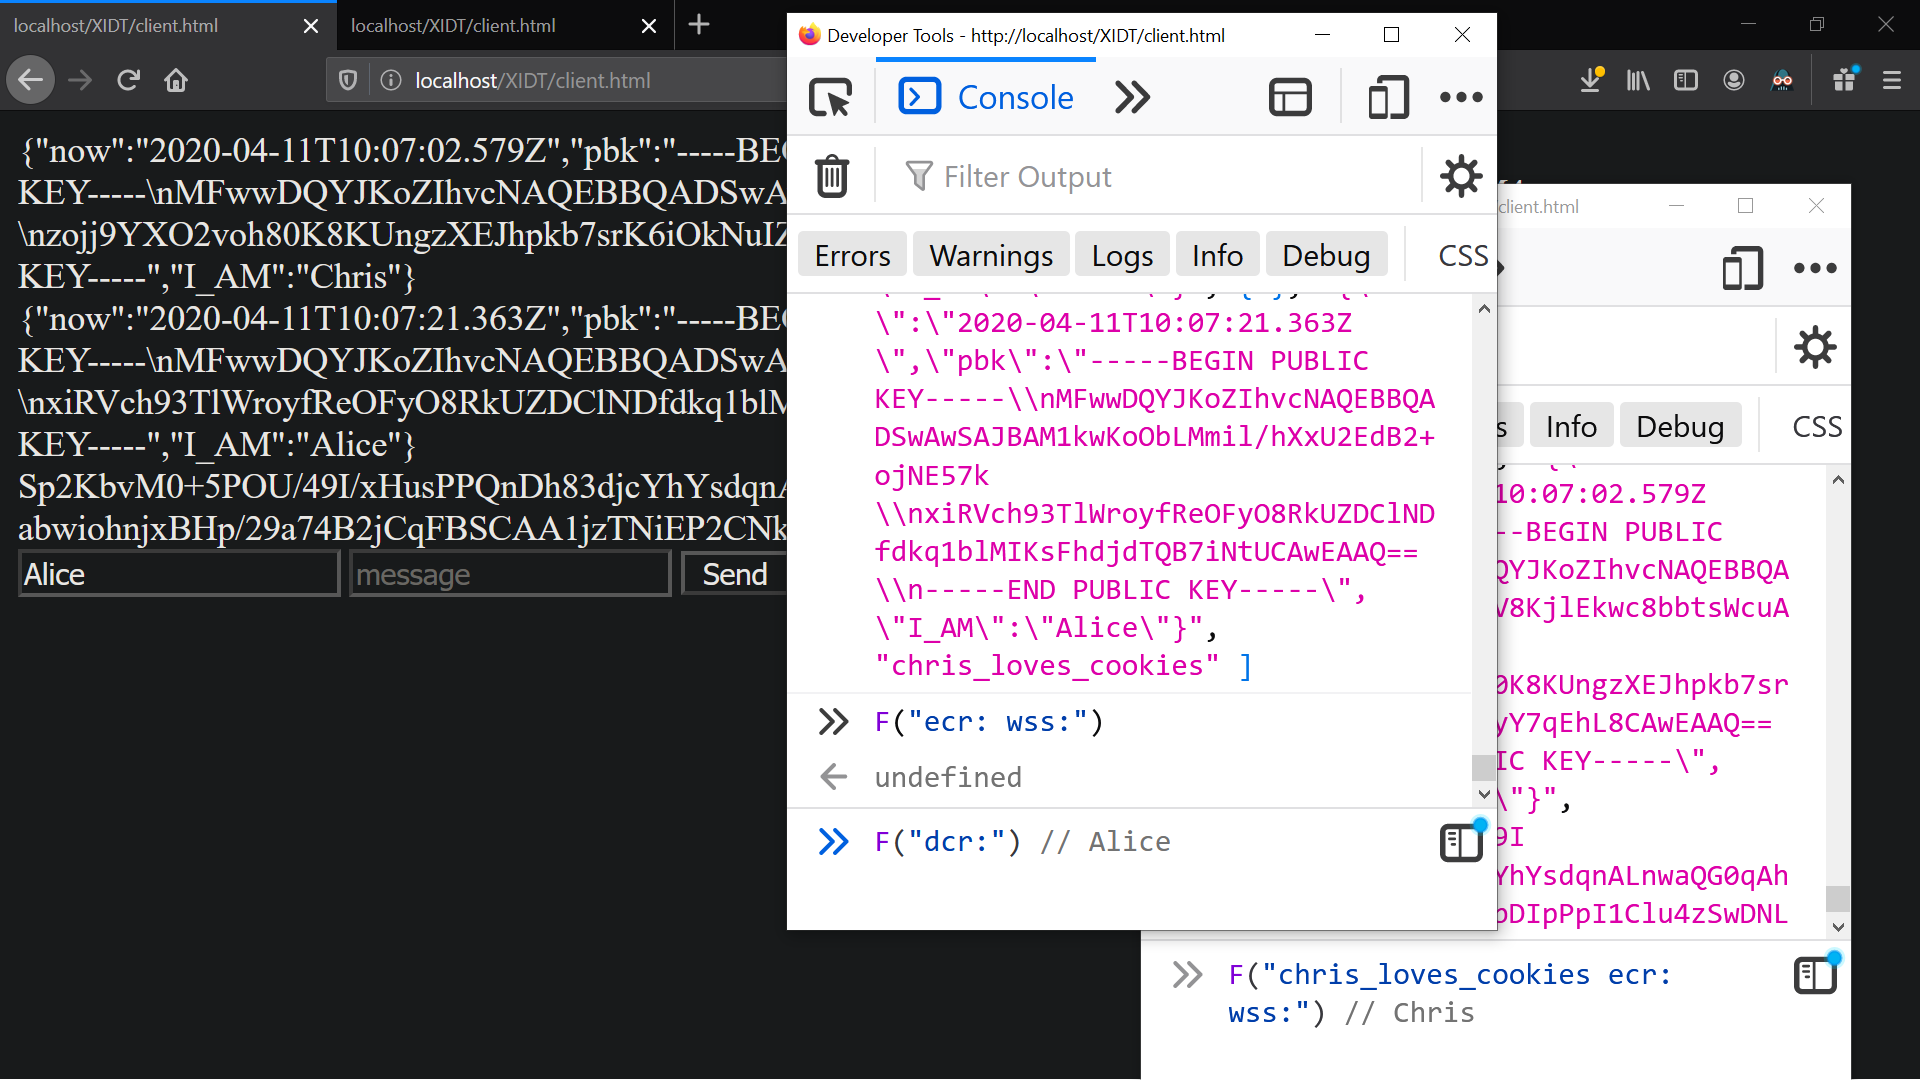 localhost/XIDT/client.html
localhost/XIDT/client.html
localhost/XIDT/client.html
{"now":"2020-04-11T10:07:02.579Z","pbk":"-----BEG
KEY-----\nMFwwDQYJKoZIhvcNAQEBBQADSwA
\nzojj9YXO2voh80K8KUngzXEJhpkb7srK6iOkNuIZ
KEY-----","I_AM":"Chris"}
{"now":"2020-04-11T10:07:21.363Z","pbk":"-----BEG
KEY-----\nMFwwDQYJKoZIhvcNAQEBBQADSwA
\nxiRVch93TlWroyfReOFyO8RkUZDClNDfdkq1blM
KEY-----","I_AM":"Alice"}
Sp2KbvM0+5POU/49I/xHusPPQnDh83djcYhYsdqnA
abwiohnjxBHp/29a74B2jCqFBSCAA1jzTNiEP2CNk
Alice
message
Send
Developer Tools - http://localhost/XIDT/client.html
Console
Filter Output
Errors
Warnings
Logs
Info
Debug
CSS
\":\"2020-04-11T10:07:21.363Z
\",\"pbk\":\"-----BEGIN PUBLIC
KEY-----\\nMFwwDQYJKoZIhvcNAQEBBQA
DSwAwSAJBAM1kwKoObLMmil/hXxU2EdB2+
ojNE57k
\\nxiRVch93TlWroyfReOFyO8RkUZDClND
fdkq1blMIKsFhdjdTQB7iNtUCAwEAAQ==
\\n-----END PUBLIC KEY-----\",
\"I_AM\":\"Alice\"}",
"chris_loves_cookies" ]
F("ecr: wss:")
undefined
F("dcr:") // Alice
client.html
s
Info
Debug
CSS
10:07:02.579Z
--BEGIN PUBLIC
QYJKoZIhvcNAQEBBQA
V8KjlEkwc8bbtsWcuA
0K8KUngzXEJhpkb7sr
yY7qEhL8CAwEAAQ==
IC KEY-----\",
\"}",
9I
YhYsdqnALnwaQG0qAh
oDIpPpI1Clu4zSwDNL
F("chris_loves_cookies ecr:
wss:") // Chris